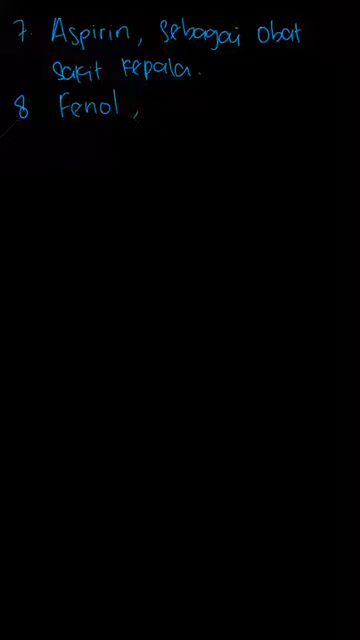 7. Aspirin, sebagai obat
sakit kepala.
8 Fenol,